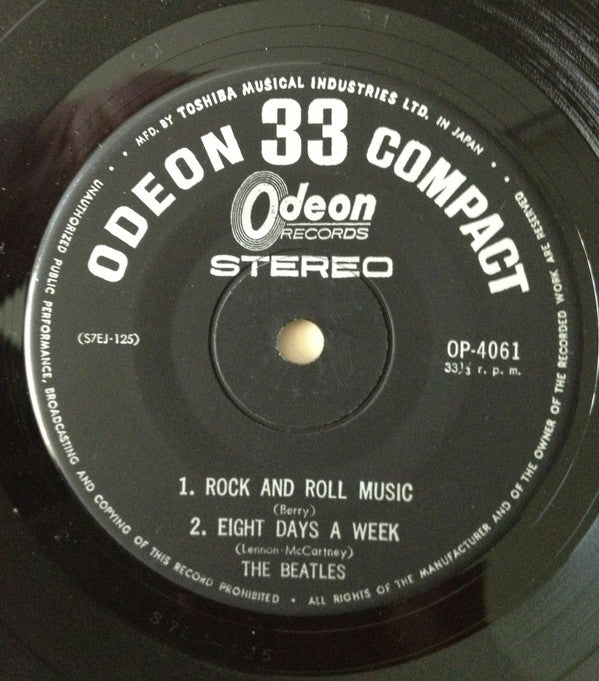 • MFD. BY TOSHIBA MUSICAL INDUSTRIES LTD. IN JAPAN •
ODEON 33 COMPACT
Odeon
RECORDS
STEREO
(S7EJ-125)
OP-4061
33⅓ r. p. m.
1. ROCK AND ROLL MUSIC
(Berry)
2. EIGHT DAYS A WEEK
(Lennon-McCartney)
THE BEATLES
• UNAUTHORIZED PUBLIC PERFORMANCE, BROADCASTING AND COPYING OF THIS RECORD PROHIBITED • ALL RIGHTS OF THE MANUFACTURER AND OF THE OWNER OF THE RECORDED WORK ARE RESERVED •